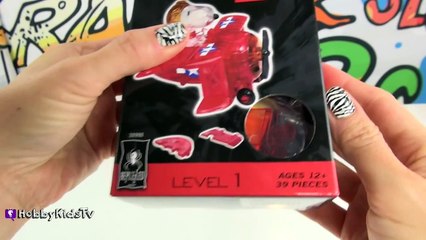 LEVEL 1
AGES 12+
39 PIECES
HobbyKidsTV